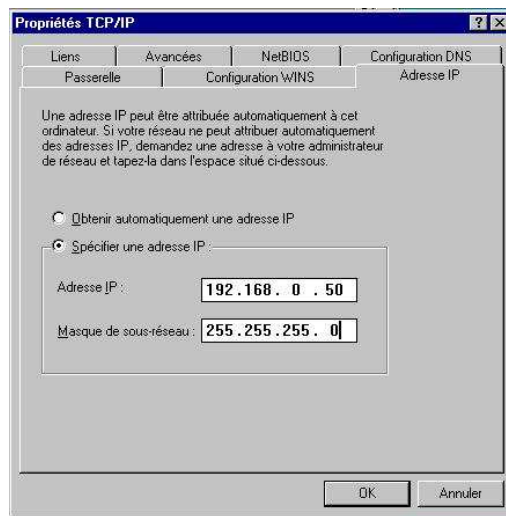 Propriétés TCP/IP
Liens Avancées NetBIOS Configuration DNS
Passerelle Configuration WINS Adresse IP
Une adresse IP peut être attribuée automatiquement à cet
ordinateur. Si votre réseau ne peut attribuer automatiquement
des adresses IP, demandez une adresse à votre administrateur
de réseau et tapez-la dans l'espace situé ci-dessous.
Obtenir automatiquement une adresse IP
Spécifier une adresse IP :
Adresse IP : 192.168. 0 .50
Masque de sous-réseau : 255.255.255. 0
OK Annuler